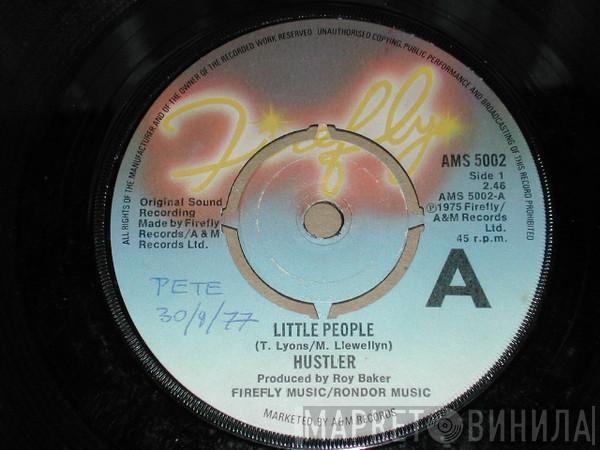 ALL RIGHTS OF THE MANUFACTURER AND OF THE OWNER OF THE RECORDED WORK RESERVED UNAUTHORISED COPYING, PUBLIC PERFORMANCE AND BROADCASTING OF THIS RECORD PROHIBITED
Firefly
AMS 5002
Side 1
2.46
AMS 5002-A
Ⓟ1975 Firefly/
A&M Records
Ltd.
45 r.p.m.
Original Sound
Recording
Made by Firefly
Records/A & M
Records Ltd.
A
PETE
30/8/77
LITTLE PEOPLE
(T. Lyons/M. Llewellyn)
HUSTLER
Produced by Roy Baker
FIREFLY MUSIC/RONDOR MUSIC
MARKETED BY A&M RECORDS
МАРКЕТ ВИНИЛА